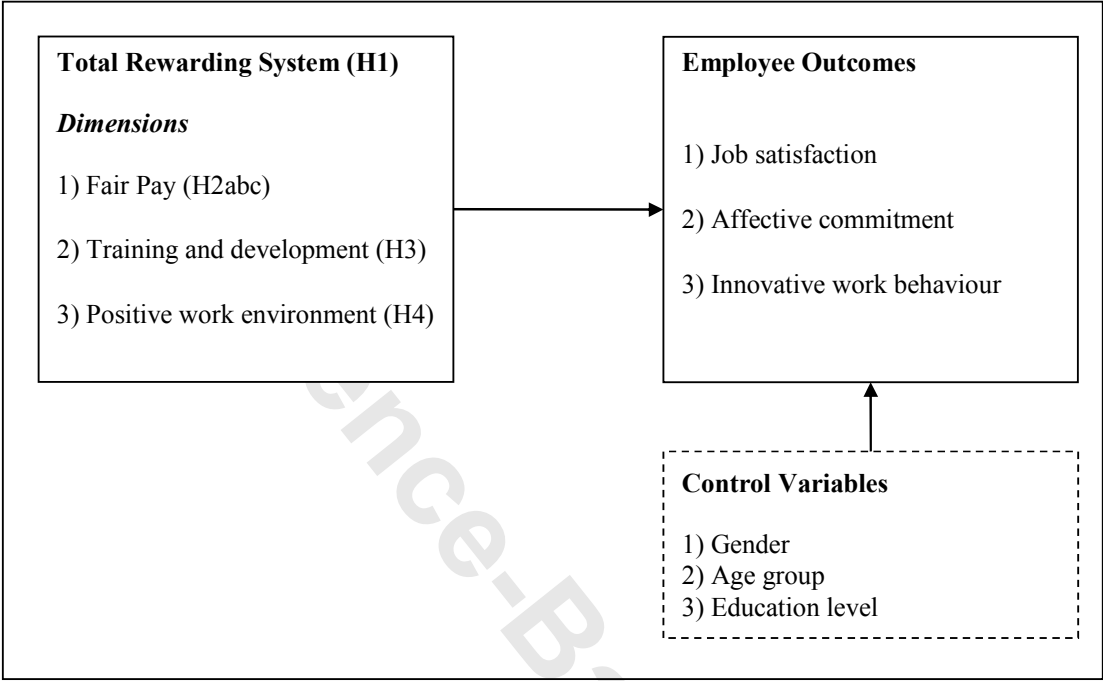 Total Rewarding System (H1)
Dimensions
1) Fair Pay (H2abc)
2) Training and development (H3)
3) Positive work environment (H4)
Employee Outcomes
1) Job satisfaction
2) Affective commitment
3) Innovative work behaviour
Control Variables
1) Gender
2) Age group
3) Education level